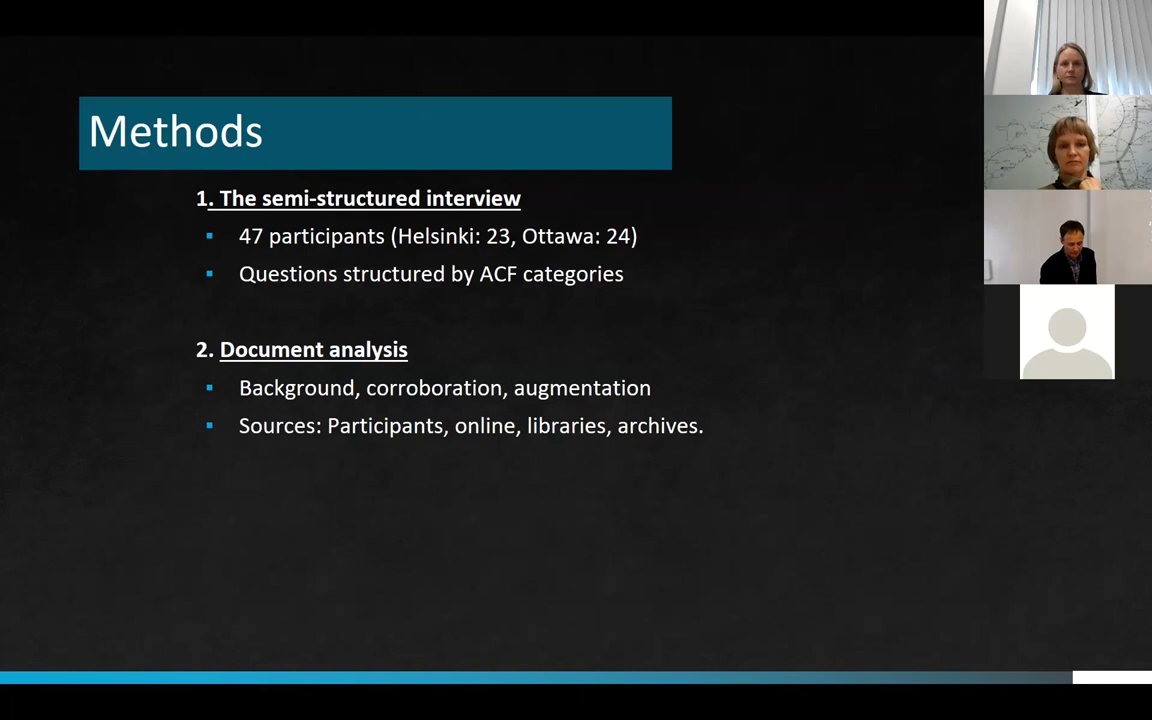 Methods
1. The semi-structured interview
▪ 47 participants (Helsinki: 23, Ottawa: 24)
▪ Questions structured by ACF categories
2. Document analysis
▪ Background, corroboration, augmentation
▪ Sources: Participants, online, libraries, archives.